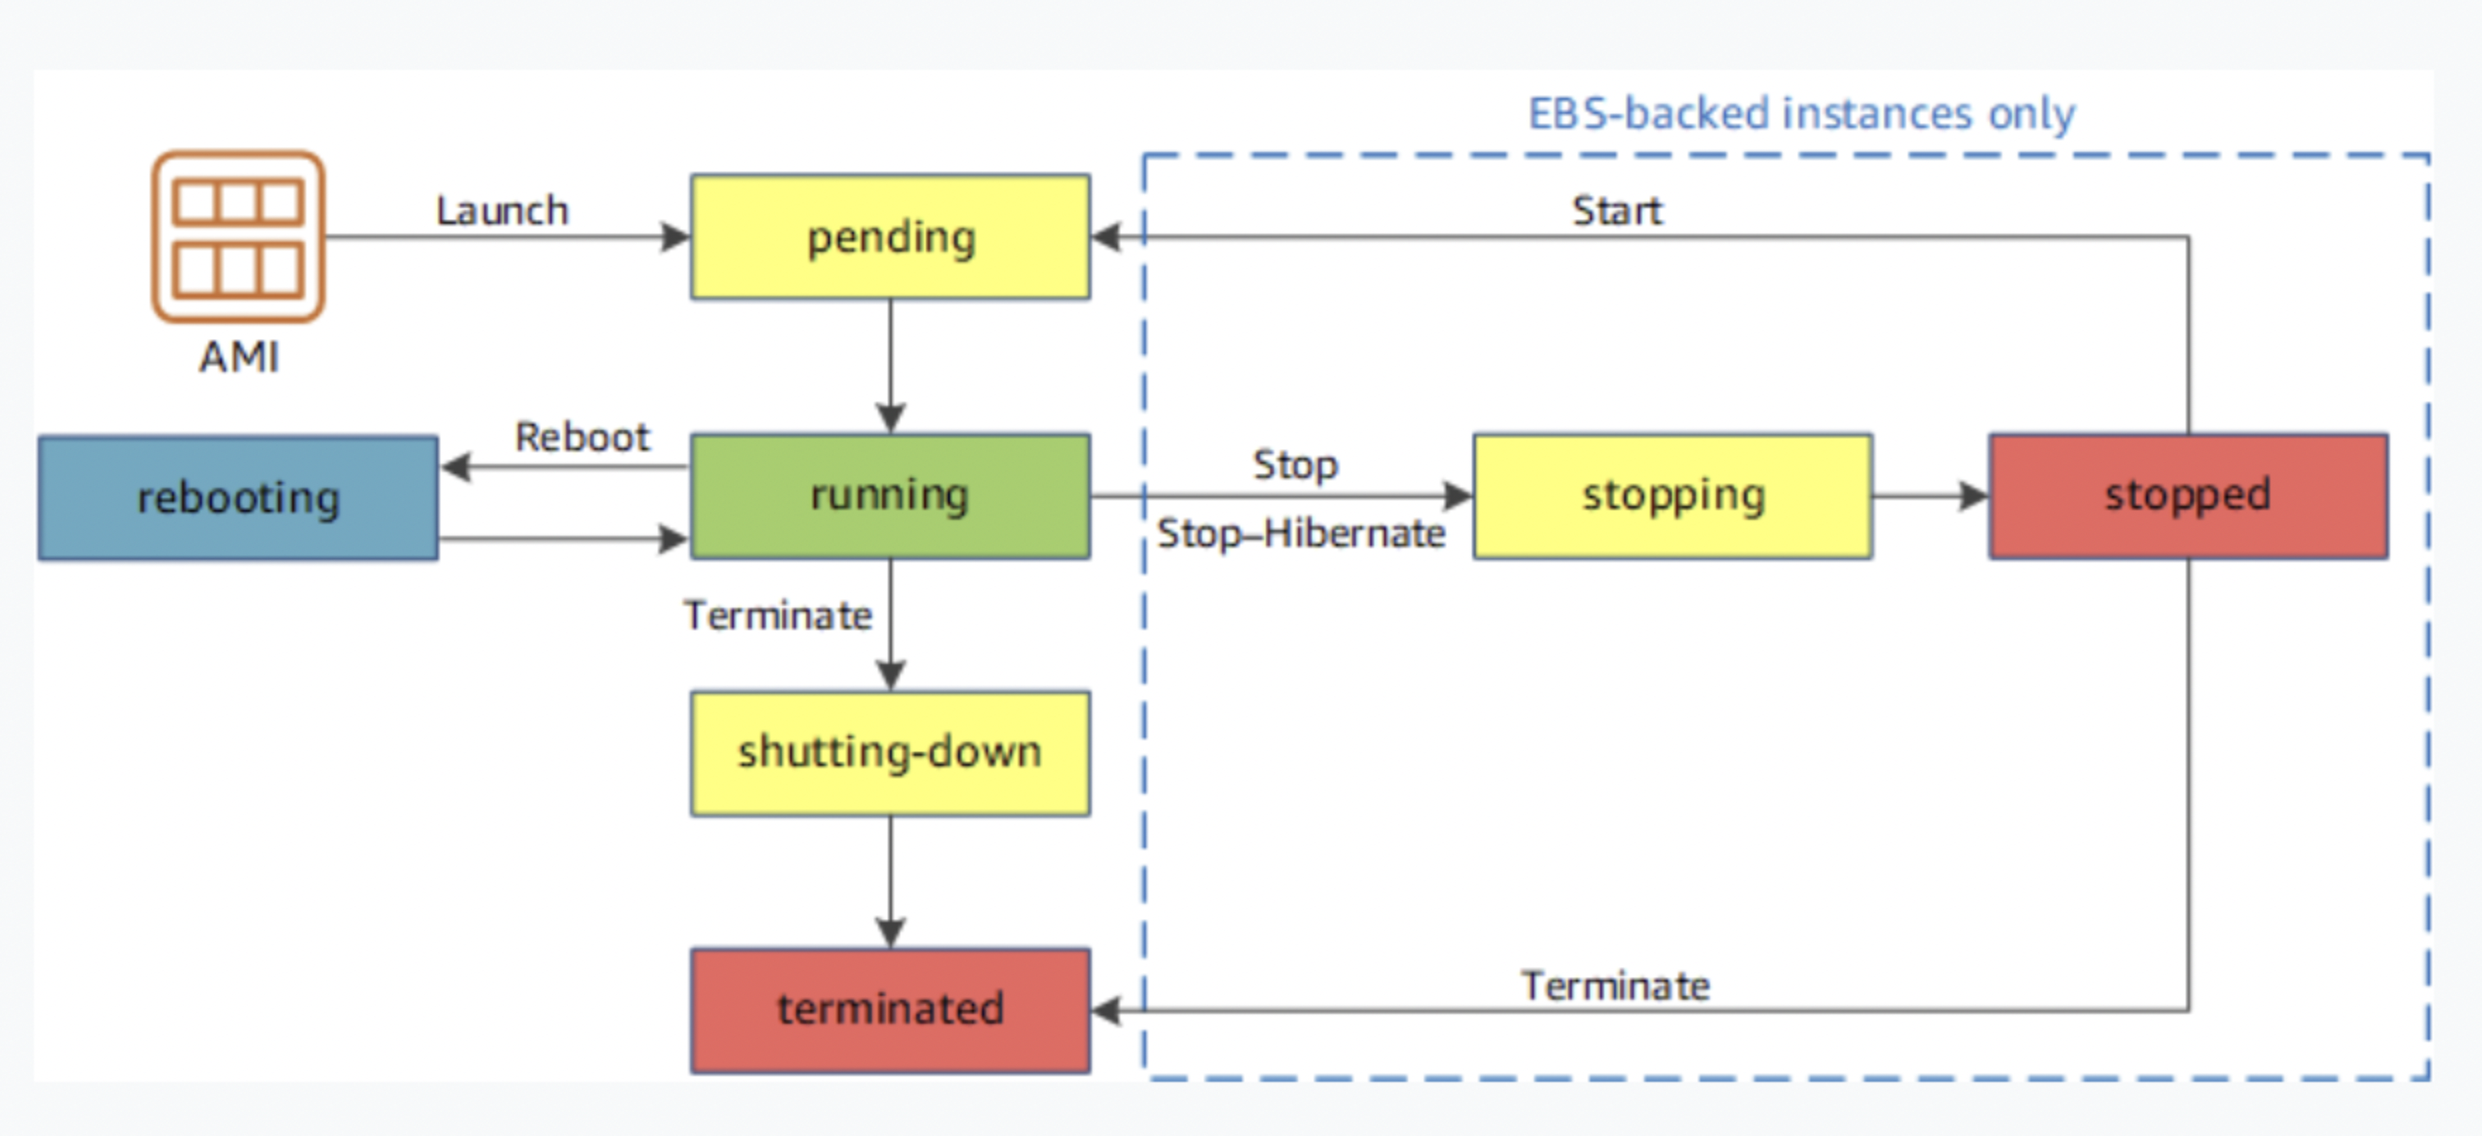 EBS-backed instances only
Launch
pending
Start
AMI
Reboot
rebooting
running
Stop
Stop–Hibernate
stopping
stopped
Terminate
shutting-down
terminated
Terminate